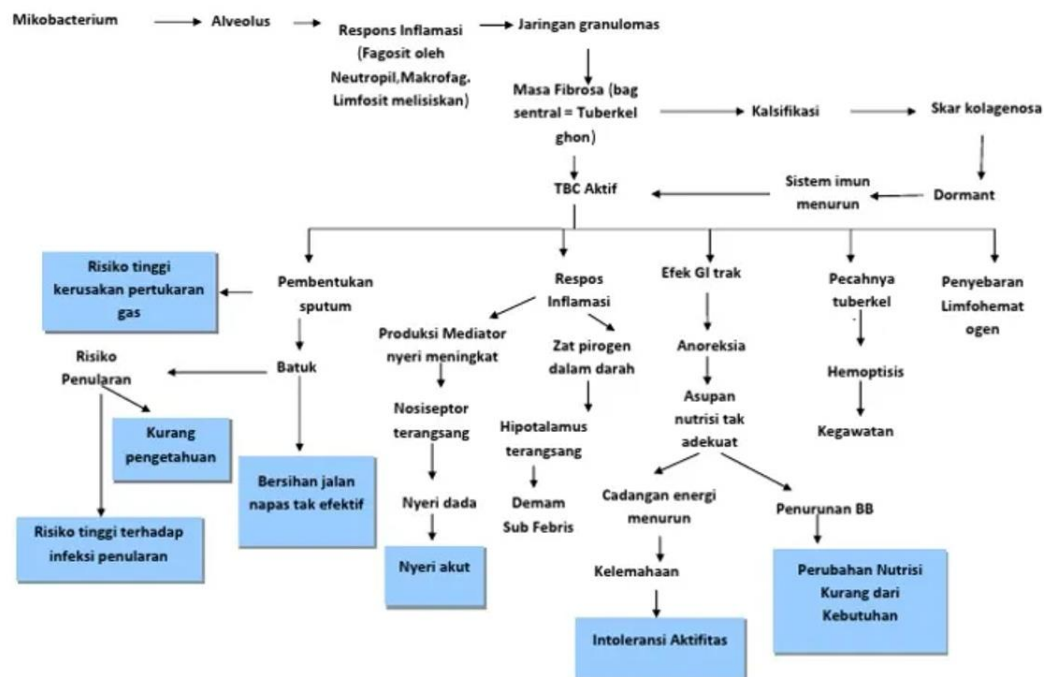 Mikobacterium
Alveolus
Respons Inflamasi
(Fagosit oleh
Neutropil,Makrofag.
Limfosit melisiskan)
Jaringan granulomas
Masa Fibrosa (bag
sentral = Tuberkel
ghon)
Kalsifikasi
Skar kolagenosa
TBC Aktif
Sistem imun
menurun
Dormant
Risiko tinggi
kerusakan pertukaran
gas
Pembentukan
sputum
Respos
Inflamasi
Efek GI trak
Pecahnya
tuberkel
Penyebaran
Limfohemat
ogen
Produksi Mediator
nyeri meningkat
Zat pirogen
dalam darah
Anoreksia
Risiko
Penularan
Batuk
Hemoptisis
Nosiseptor
terangsang
Hipotalamus
terangsang
Asupan
nutrisi tak
adekuat
Kegawatan
Kurang
pengetahuan
Bersihan jalan
napas tak efektif
Nyeri dada
Demam
Sub Febris
Cadangan energi
menurun
Penurunan BB
Risiko tinggi terhadap
infeksi penularan
Nyeri akut
Kelemahaan
Perubahan Nutrisi
Kurang dari
Kebutuhan
Intoleransi Aktifitas